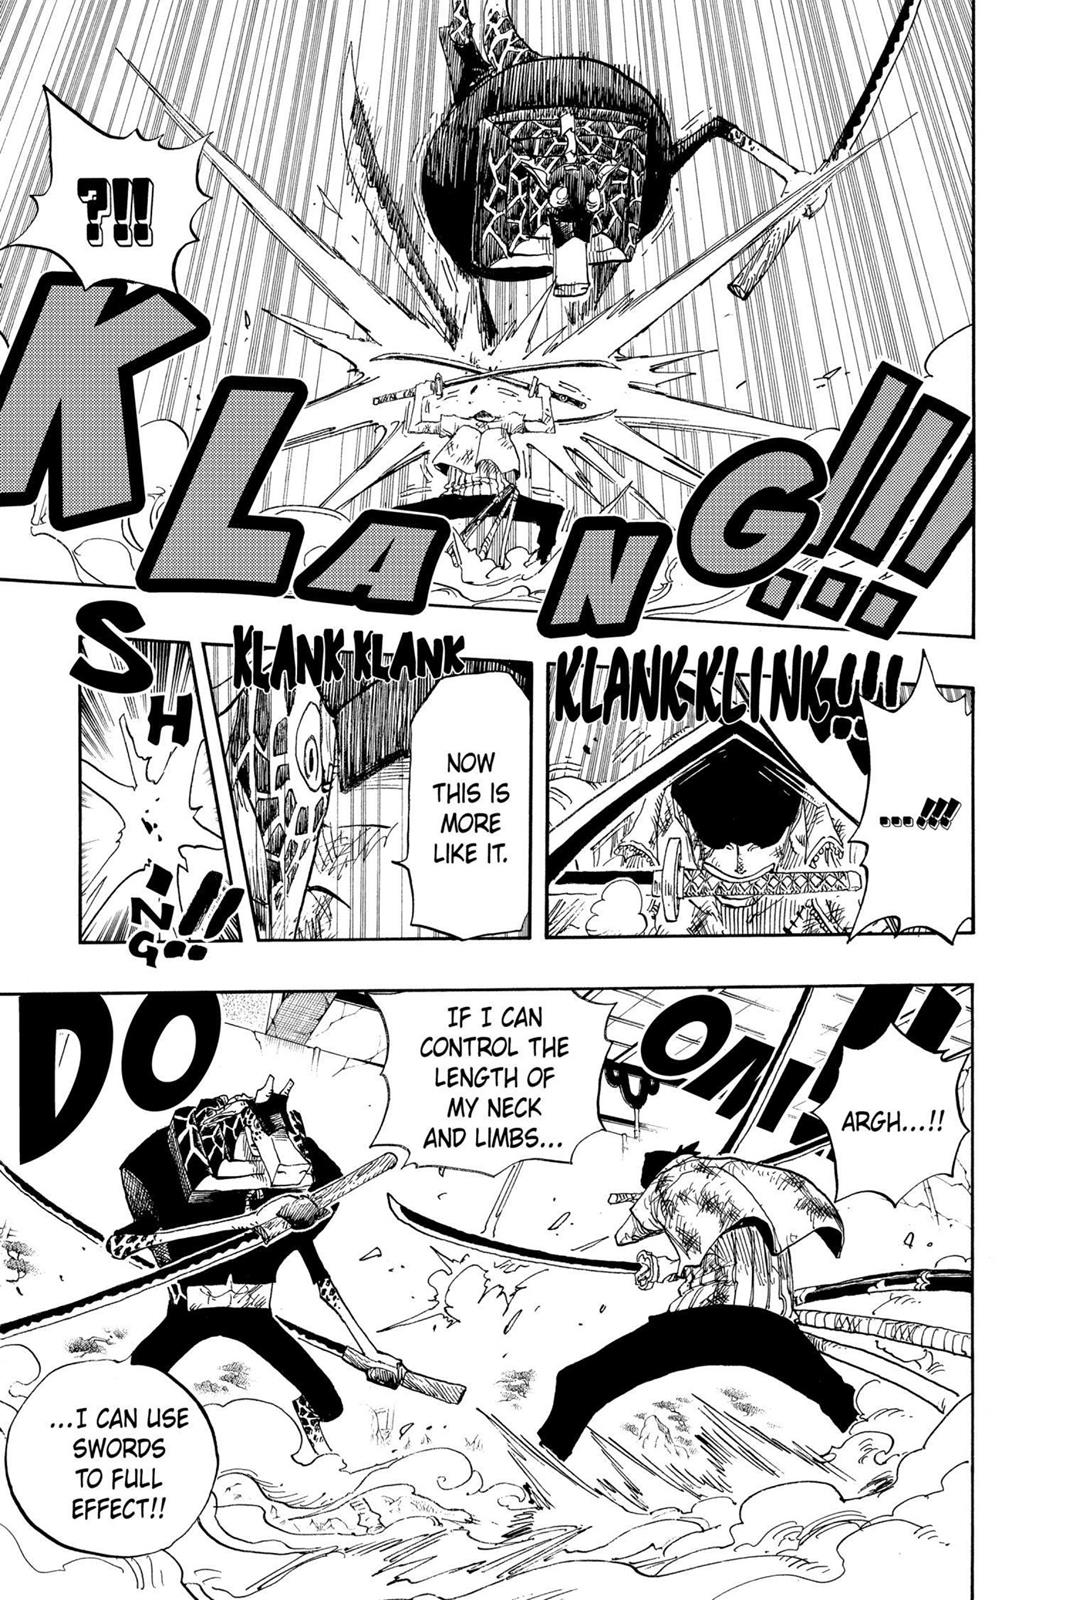 ?!!
KLANG!!!
....!!!
KLANK-KLINK!!!
NOW
THIS IS
MORE
LIKE IT.
KLANK KLANK
SHING...!!
ARGH...!!
DOOM!!
IF I CAN
CONTROL THE
LENGTH OF
MY NECK
AND LIMBS...
...I CAN USE
SWORDS
TO FULL
EFFECT!!